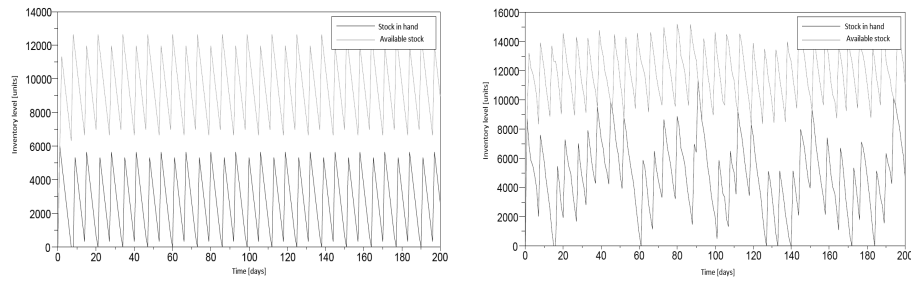 14000
12000
10000
8000
6000
4000
2000
0
Inventory level [units]
Stock in hand
Available stock
0 20 40 60 80 100 120 140 160 180 200
Time [days]
16000
14000
12000
10000
8000
6000
4000
2000
0
Inventory level [units]
Stock in hand
Available stock
0 20 40 60 80 100 120 140 160 180 200
Time [days]